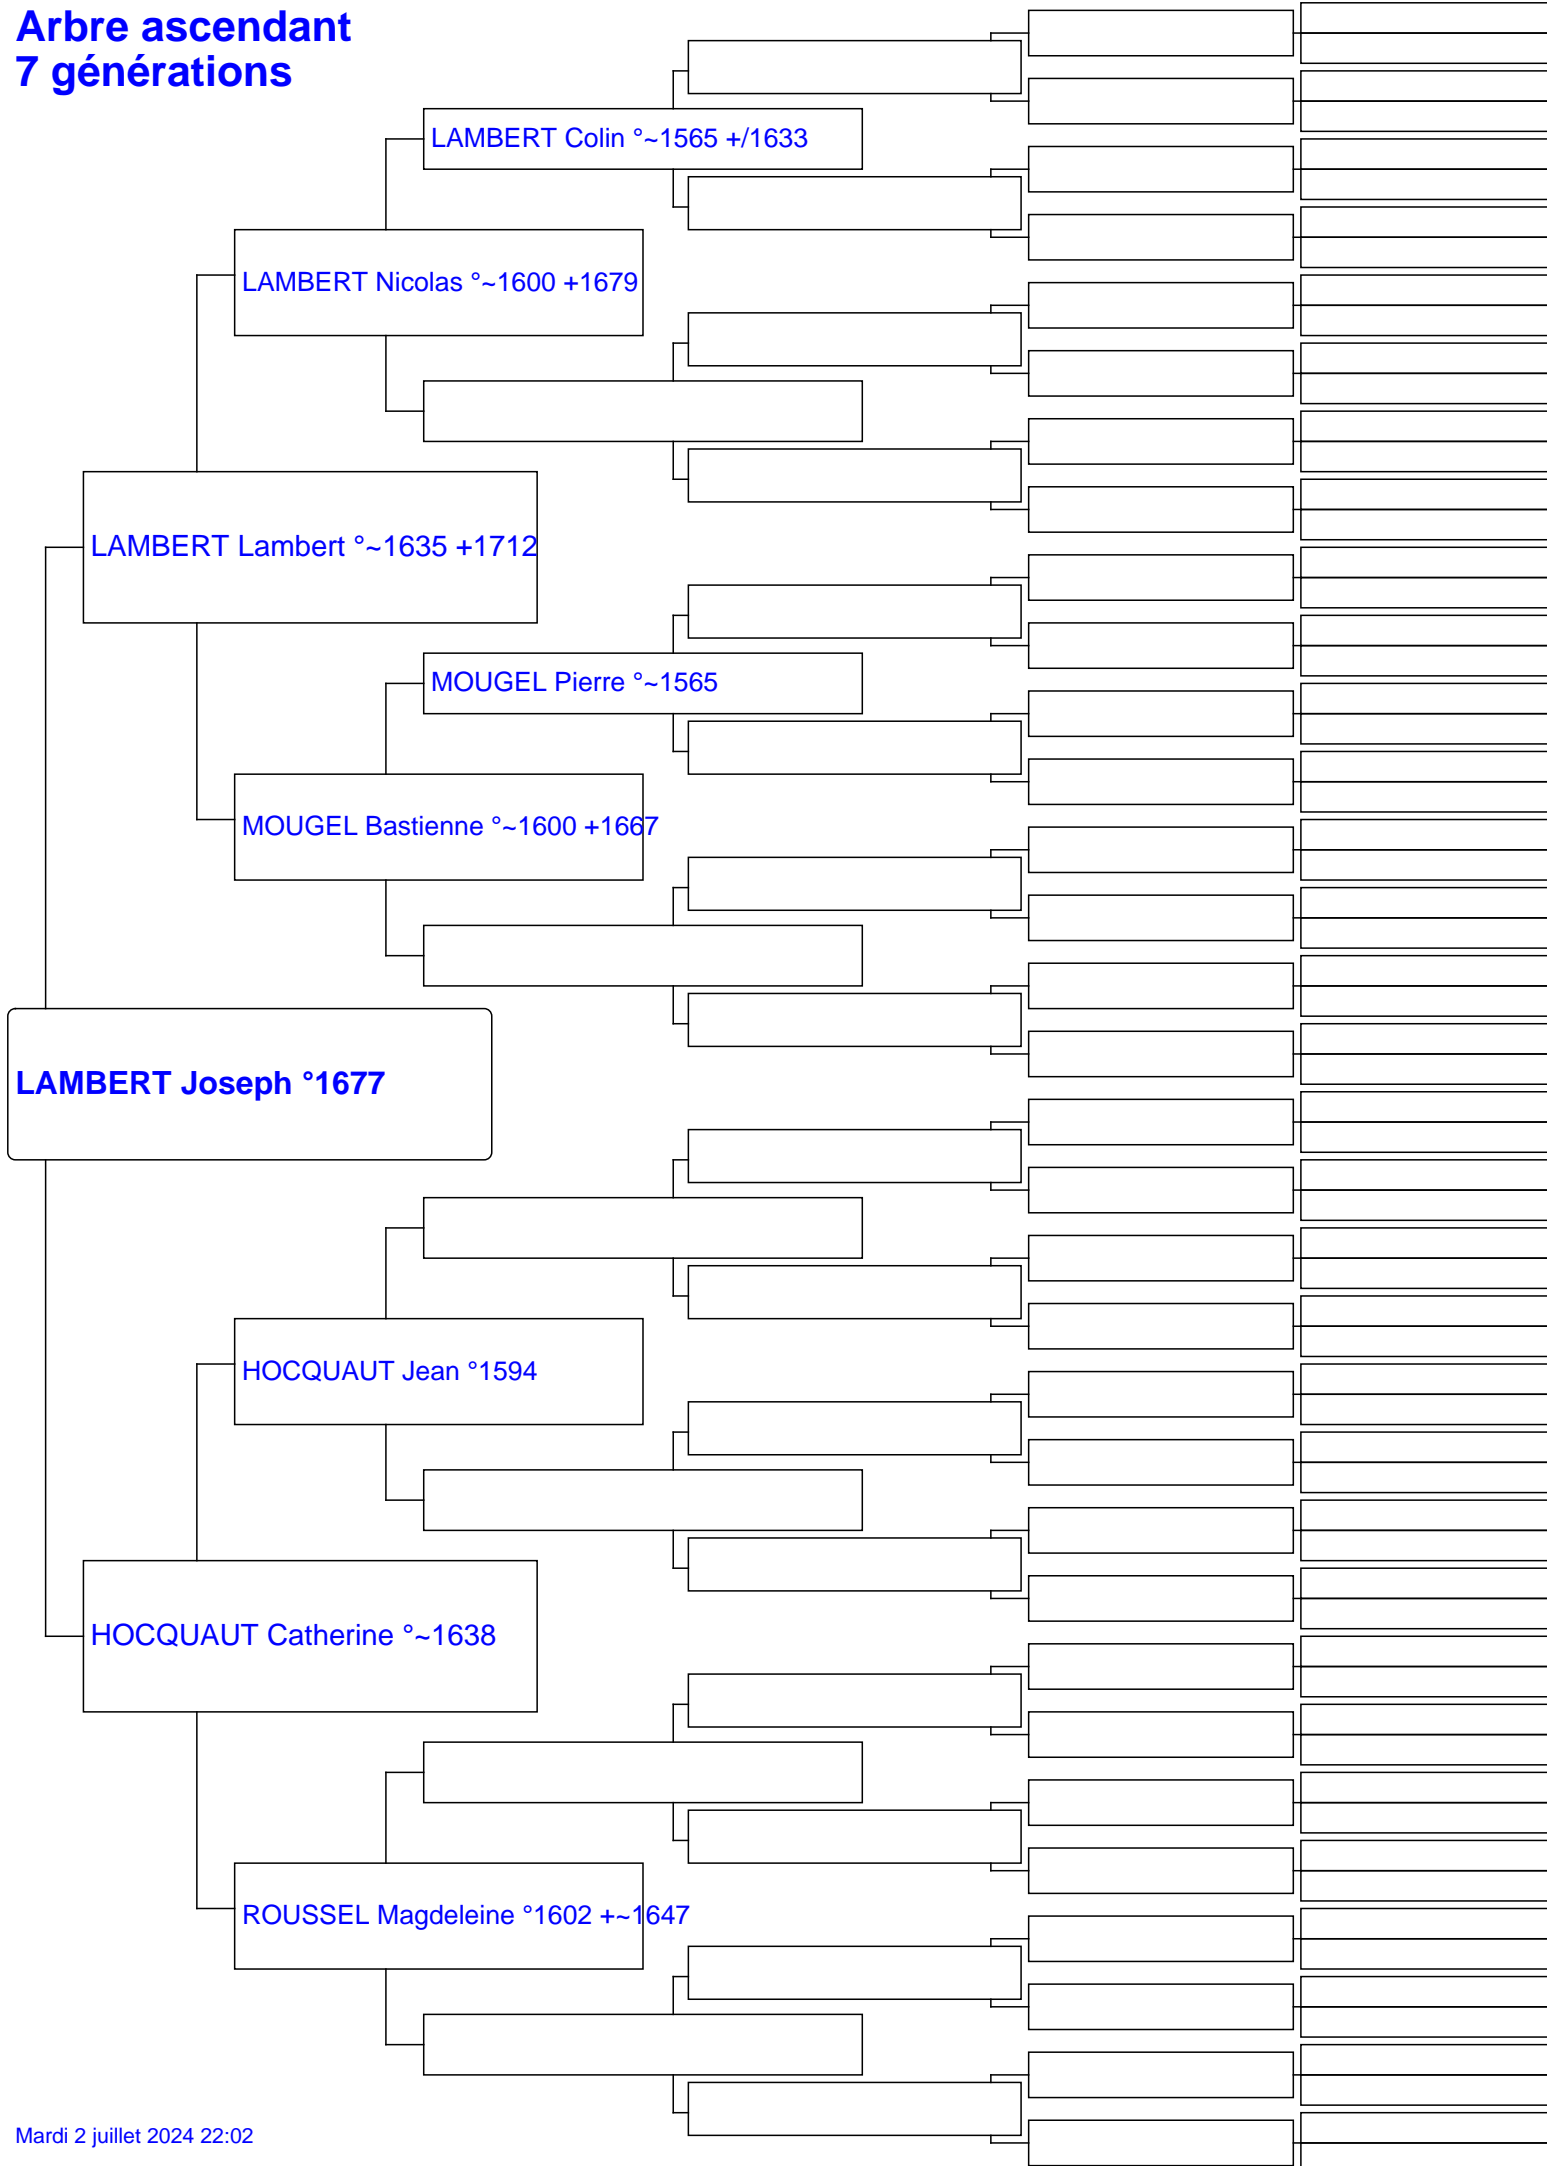 Arbre ascendant
7 générations
LAMBERT Colin °~1565 +/1633
LAMBERT Nicolas °~1600 +1679
LAMBERT Lambert °~1635 +1712
MOUGEL Pierre °~1565
MOUGEL Bastienne °~1600 +1667
LAMBERT Joseph °1677
HOCQUAUT Jean °1594
HOCQUAUT Catherine °~1638
ROUSSEL Magdeleine °1602 +~1647
Mardi 2 juillet 2024 22:02